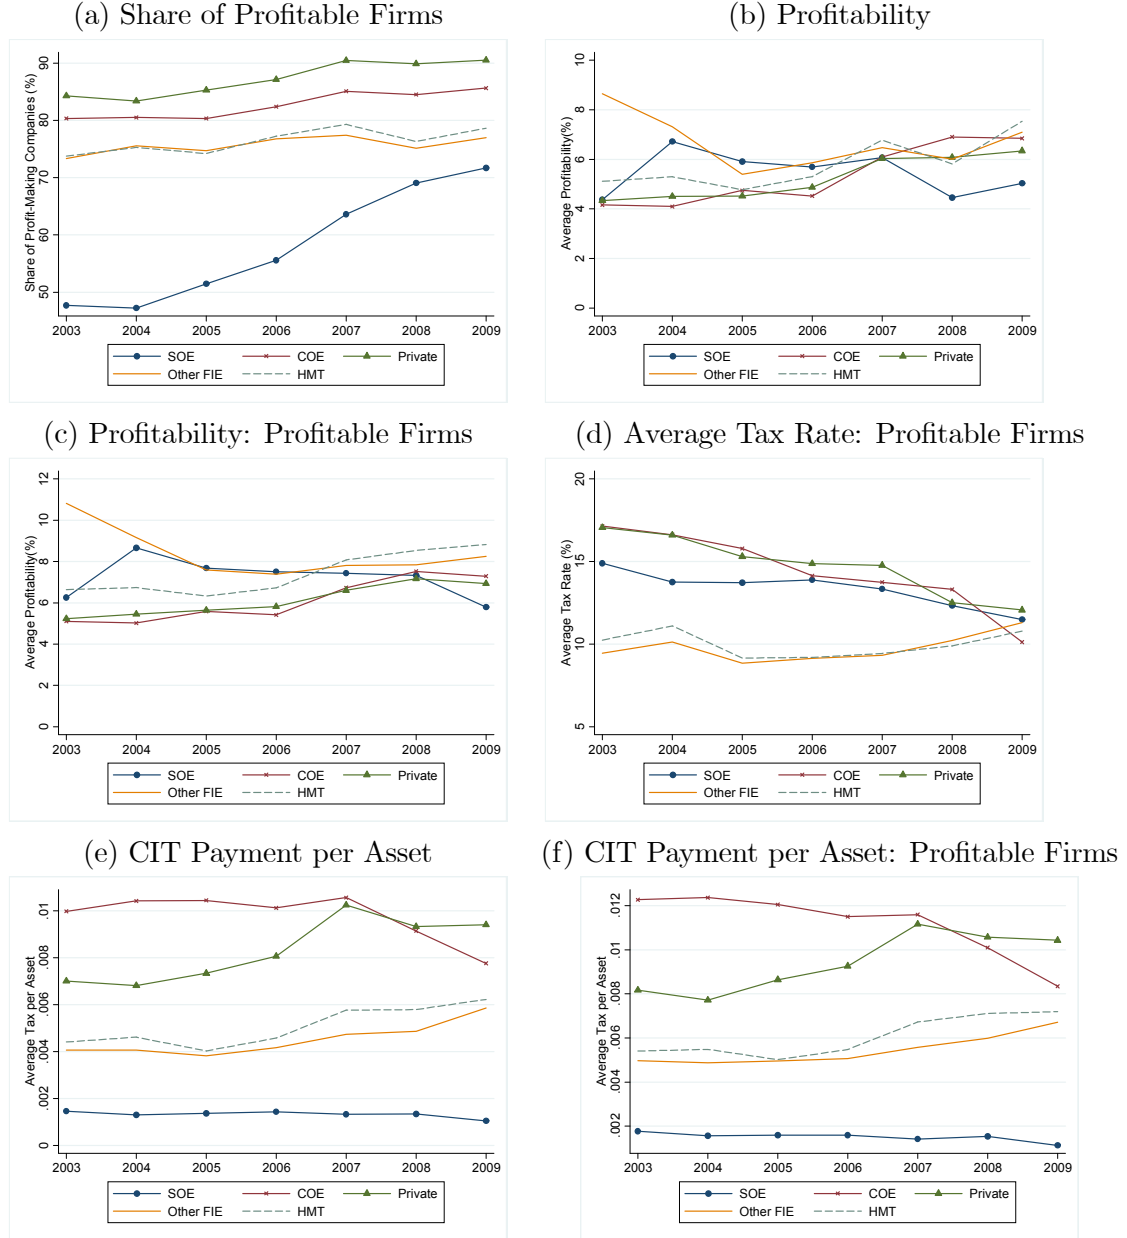 (a) Share of Profitable Firms
Share of Profit-Making Companies (%)
90
80
70
60
50
2003 2004 2005 2006 2007 2008 2009
SOE COE Private
Other FIE HMT
(b) Profitability
Average Profitability(%)
10
8
6
4
2
0
2003 2004 2005 2006 2007 2008 2009
SOE COE Private
Other FIE HMT
(c) Profitability: Profitable Firms
Average Profitability(%)
12
10
8
6
4
2
0
2003 2004 2005 2006 2007 2008 2009
SOE COE Private
Other FIE HMT
(d) Average Tax Rate: Profitable Firms
Average Tax Rate (%)
20
15
10
5
2003 2004 2005 2006 2007 2008 2009
SOE COE Private
Other FIE HMT
(e) CIT Payment per Asset
Average Tax per Asset
.01
.008
.006
.004
.002
0
2003 2004 2005 2006 2007 2008 2009
SOE COE Private
Other FIE HMT
(f) CIT Payment per Asset: Profitable Firms
Average Tax per Asset
.012
.01
.008
.006
.004
.002
2003 2004 2005 2006 2007 2008 2009
SOE COE Private
Other FIE HMT